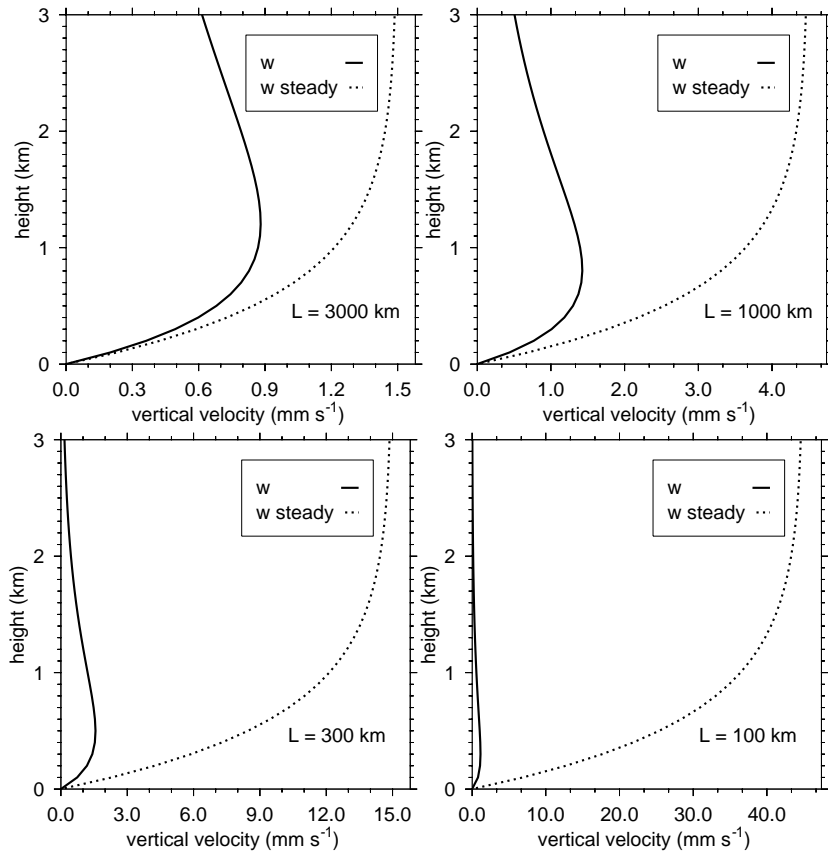 3
2
1
0
height (km)
w
w steady
L = 3000 km
0.0 0.3 0.6 0.9 1.2 1.5
vertical velocity (mm s⁻¹)
3
2
1
0
height (km)
w
w steady
L = 1000 km
0.0 1.0 2.0 3.0 4.0
vertical velocity (mm s⁻¹)
3
2
1
0
height (km)
w
w steady
L = 300 km
0.0 3.0 6.0 9.0 12.0 15.0
vertical velocity (mm s⁻¹)
3
2
1
0
height (km)
w
w steady
L = 100 km
0.0 10.0 20.0 30.0 40.0
vertical velocity (mm s⁻¹)